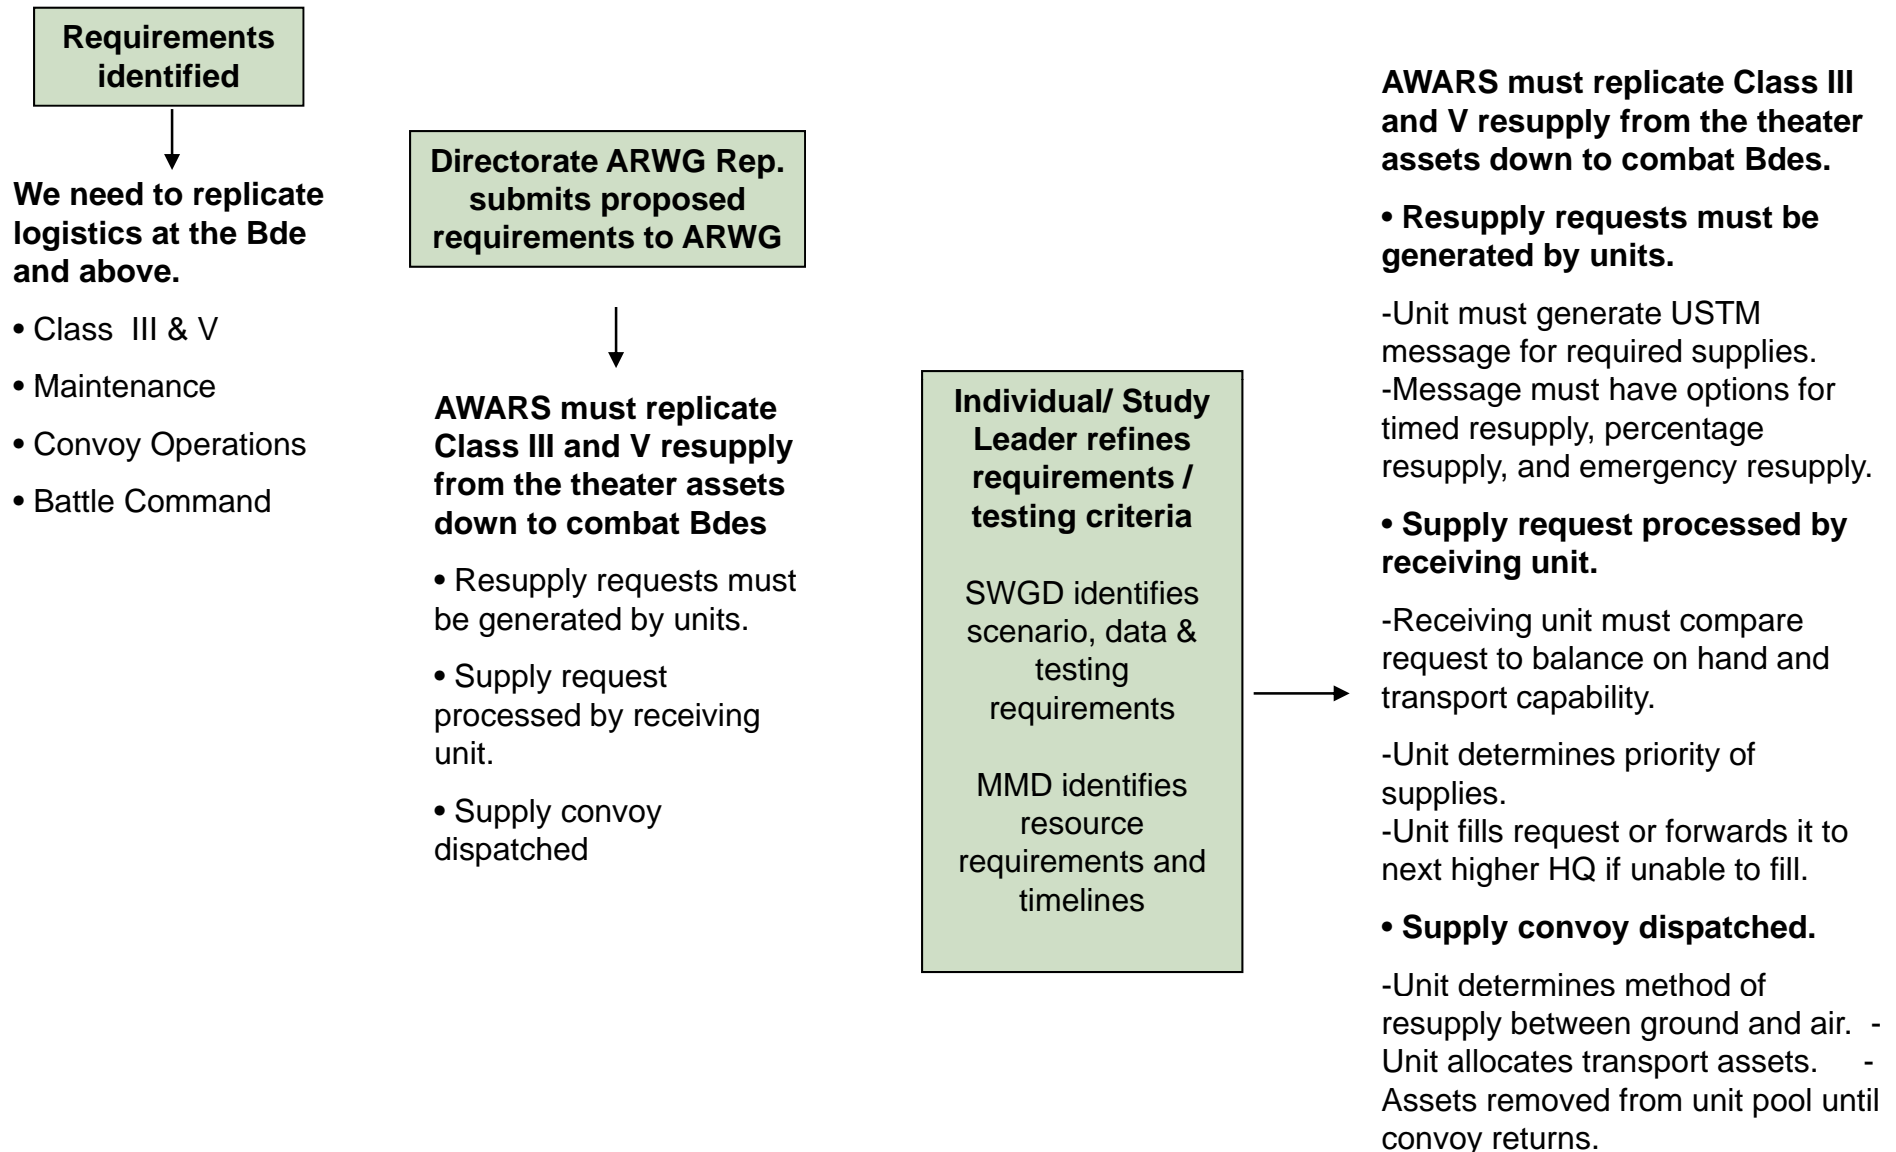 Requirements
identified
We need to replicate
logistics at the Bde
and above.
• Class III & V
• Maintenance
• Convoy Operations
• Battle Command
Directorate ARWG Rep.
submits proposed
requirements to ARWG
AWARS must replicate
Class III and V resupply
from the theater assets
down to combat Bdes
• Resupply requests must
be generated by units.
• Supply request
processed by receiving
unit.
• Supply convoy
dispatched
Individual/ Study
Leader refines
requirements /
testing criteria
SWGD identifies
scenario, data &
testing
requirements
MMD identifies
resource
requirements and
timelines
AWARS must replicate Class III
and V resupply from the theater
assets down to combat Bdes.
• Resupply requests must be
generated by units.
-Unit must generate USTM
message for required supplies.
-Message must have options for
timed resupply, percentage
resupply, and emergency resupply.
• Supply request processed by
receiving unit.
-Receiving unit must compare
request to balance on hand and
transport capability.
-Unit determines priority of
supplies.
-Unit fills request or forwards it to
next higher HQ if unable to fill.
• Supply convoy dispatched.
-Unit determines method of
resupply between ground and air. -
Unit allocates transport assets. -
Assets removed from unit pool until
convoy returns.